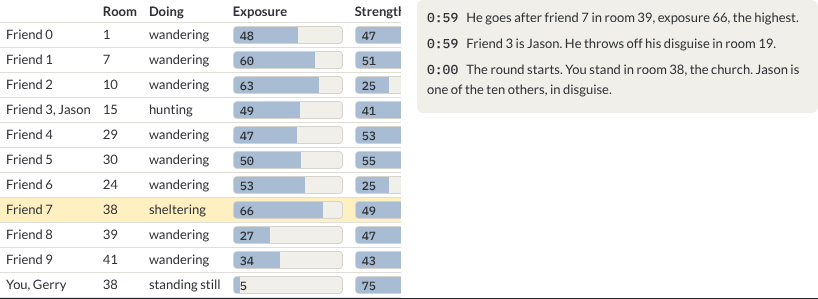 Room Doing Exposure Strength
Friend 0 1 wandering 48 47
Friend 1 7 wandering 60 51
Friend 2 10 wandering 63 25
Friend 3, Jason 15 hunting 49 41
Friend 4 29 wandering 47 53
Friend 5 30 wandering 50 55
Friend 6 24 wandering 53 25
Friend 7 38 sheltering 66 49
Friend 8 39 wandering 27 47
Friend 9 41 wandering 34 43
You, Gerry 38 standing still 5 75
0:59 He goes after friend 7 in room 39, exposure 66, the highest.
0:59 Friend 3 is Jason. He throws off his disguise in room 19.
0:00 The round starts. You stand in room 38, the church. Jason is
one of the ten others, in disguise.